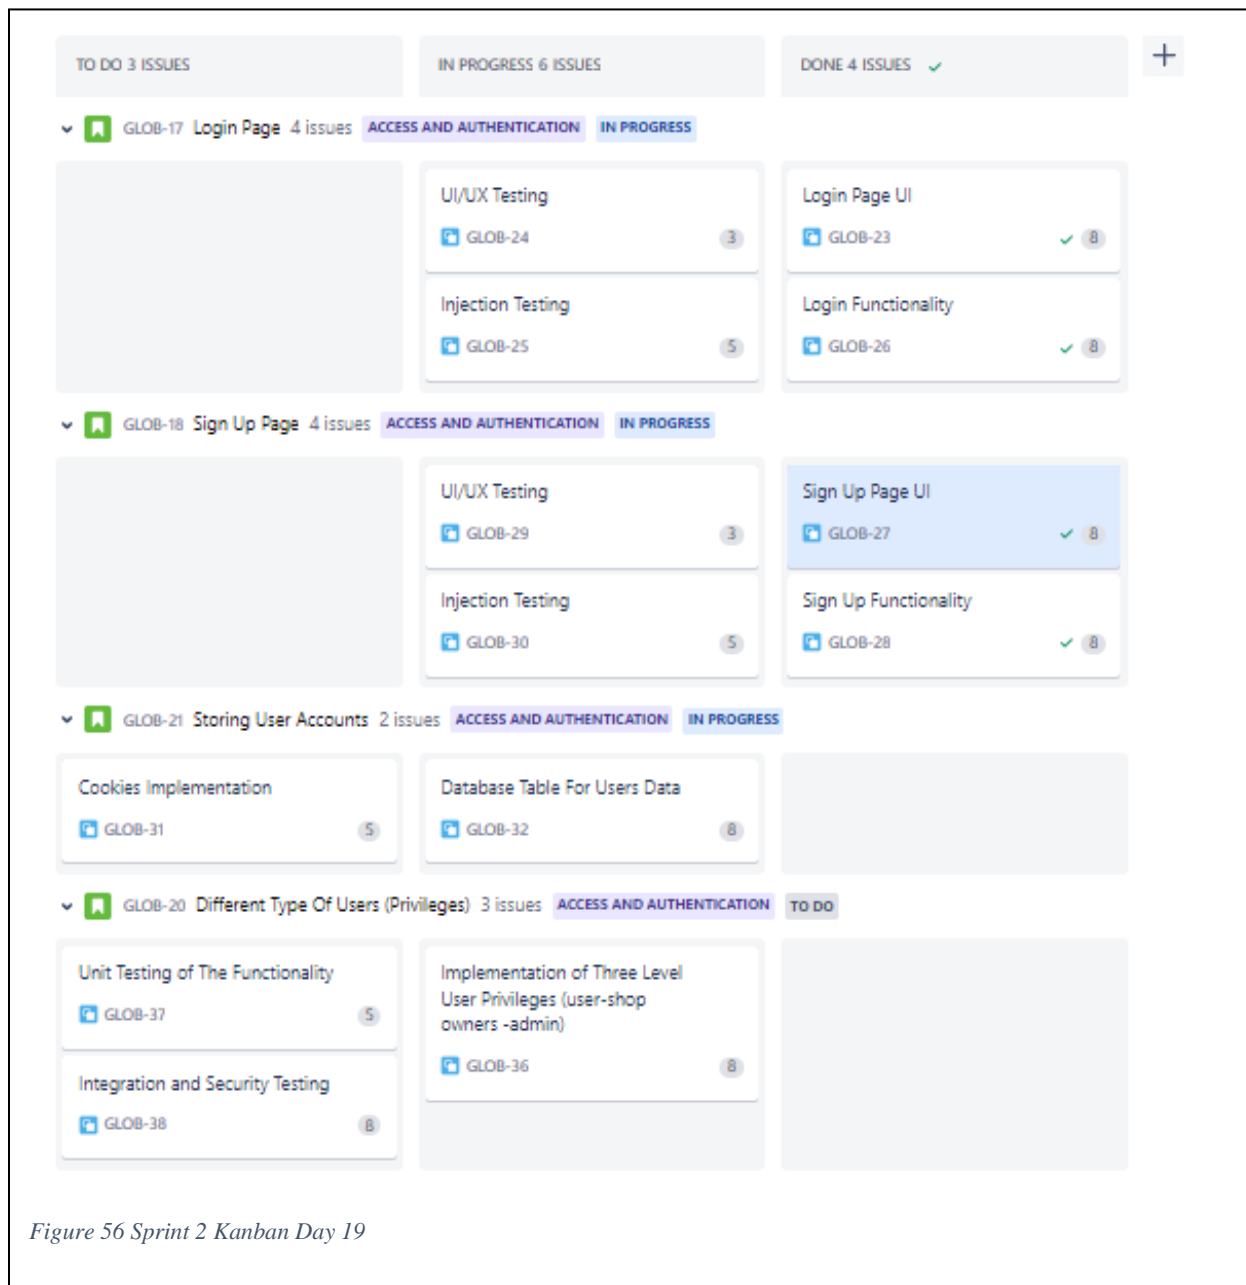 TO DO 3 ISSUES
IN PROGRESS 6 ISSUES
DONE 4 ISSUES
GLOB-17 Login Page 4 issues ACCESS AND AUTHENTICATION IN PROGRESS
UI/UX Testing
GLOB-24 3
Login Page UI
GLOB-23 8
Injection Testing
GLOB-25 5
Login Functionality
GLOB-26 8
GLOB-18 Sign Up Page 4 issues ACCESS AND AUTHENTICATION IN PROGRESS
UI/UX Testing
GLOB-29 3
Sign Up Page UI
GLOB-27 8
Injection Testing
GLOB-30 5
Sign Up Functionality
GLOB-28 8
GLOB-21 Storing User Accounts 2 issues ACCESS AND AUTHENTICATION IN PROGRESS
Cookies Implementation
GLOB-31 5
Database Table For Users Data
GLOB-32 8
GLOB-20 Different Type Of Users (Privileges) 3 issues ACCESS AND AUTHENTICATION TO DO
Unit Testing of The Functionality
GLOB-37 5
Integration and Security Testing
GLOB-38 8
Implementation of Three Level
User Privileges (user-shop
owners -admin)
GLOB-36 8
Figure 56 Sprint 2 Kanban Day 19